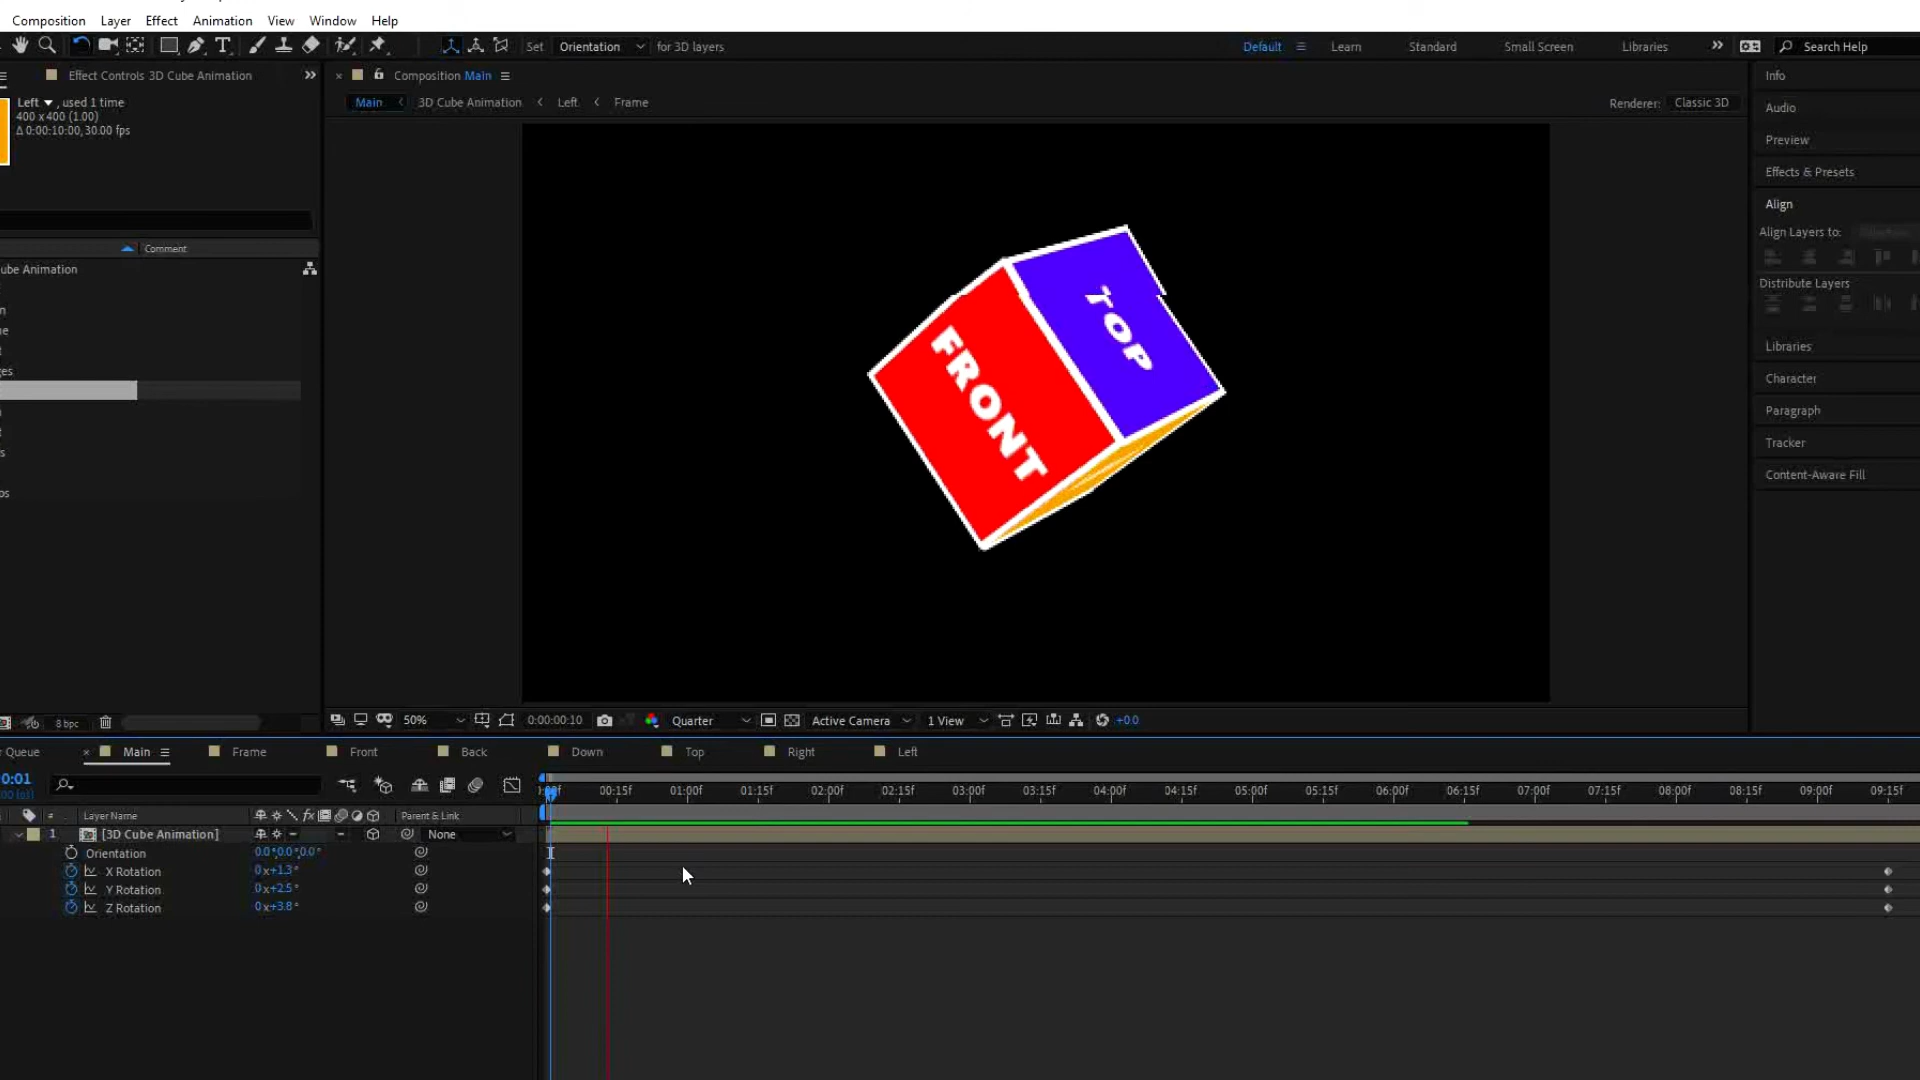 Composition Layer Effect Animation View Window Help
Set Orientation for 3D layers Default Learn Standard Small Screen Libraries Search Help
Effect Controls 3D Cube Animation
Composition Main
Info
Left , used 1 time
400 x 400 (1.00)
Δ 0:00:10:00, 30.00 fps
Main 3D Cube Animation Left Frame
Renderer: Classic 3D
Audio
Preview
Effects & Presets
Align
Align Layers to:
Distribute Layers
Libraries
Character
Paragraph
Tracker
Content-Aware Fill
Comment
ube Animation
n
e
t
es
t
s
os
FRONT
TOP
8 bpc
50% 0:00:00:10 Quarter Active Camera 1 View +0.0
r Queue Main Frame Front Back Down Top Right Left
0:01
00:15f 01:00f 01:15f 02:00f 02:15f 03:00f 03:15f 04:00f 04:15f 05:00f 05:15f 06:00f 06:15f 07:00f 07:15f 08:00f 08:15f 09:00f 09:15f
# Layer Name fx Parent & Link
1 [3D Cube Animation] None
Orientation 0.0°,0.0°,0.0°
X Rotation 0x+1.3°
Y Rotation 0x+2.5°
Z Rotation 0x+3.8°